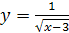 y = 1/√(x−3)